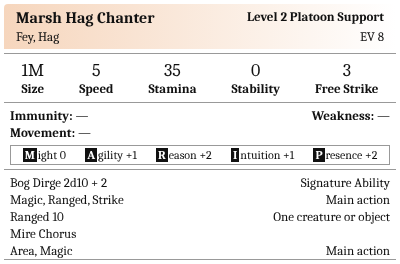 Marsh Hag Chanter Level 2 Platoon Support
Fey, Hag EV 8
1M 5 35 0 3
Size Speed Stamina Stability Free Strike
Immunity: — Weakness: —
Movement: —
Might 0 Agility +1 Reason +2 Intuition +1 Presence +2
Bog Dirge 2d10 + 2 Signature Ability
Magic, Ranged, Strike Main action
Ranged 10 One creature or object
Mire Chorus
Area, Magic Main action